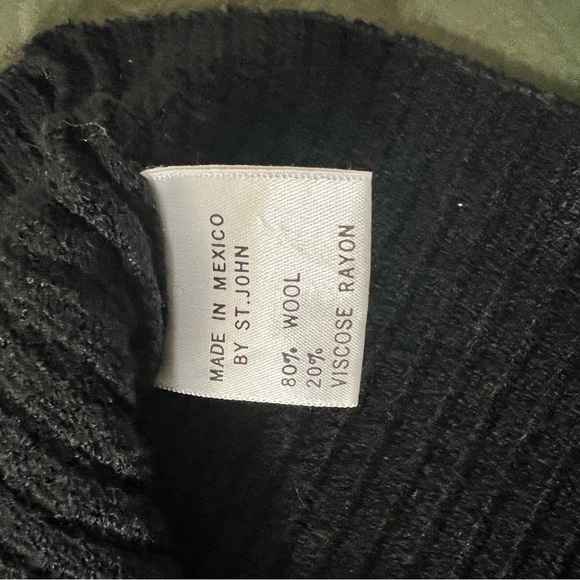 MADE IN MEXICO
BY ST.JOHN
80% WOOL
20%
VISCOSE RAYON